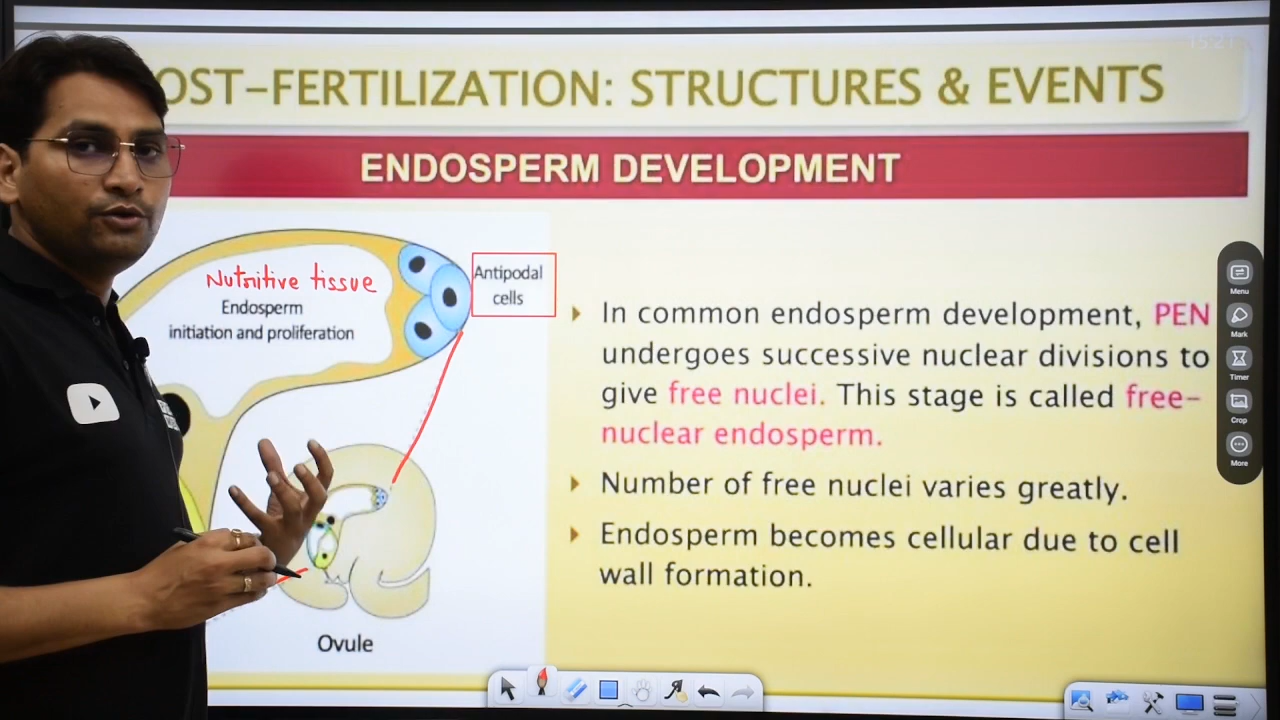 15:21
OST-FERTILIZATION: STRUCTURES & EVENTS
ENDOSPERM DEVELOPMENT
Nutritive tissue
Endosperm
initiation and proliferation
Antipodal
cells
Ovule
In common endosperm development, PEN
undergoes successive nuclear divisions to
give free nuclei. This stage is called free-
nuclear endosperm.
Number of free nuclei varies greatly.
Endosperm becomes cellular due to cell
wall formation.
Menu
Mark
Timer
Crop
More